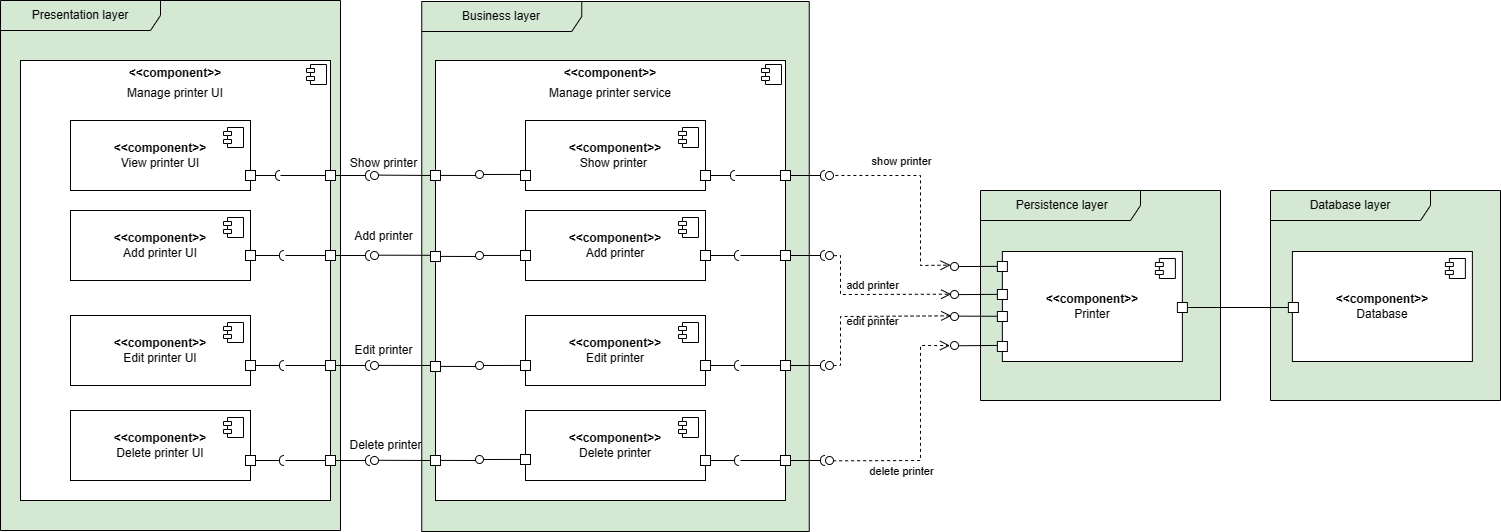 Presentation layer
<<component>>
Manage printer UI
<<component>>
View printer UI
<<component>>
Add printer UI
<<component>>
Edit printer UI
<<component>>
Delete printer UI
Show printer
Add printer
Edit printer
Delete printer
Business layer
<<component>>
Manage printer service
<<component>>
Show printer
<<component>>
Add printer
<<component>>
Edit printer
<<component>>
Delete printer
show printer
add printer
edit printer
delete printer
Persistence layer
<<component>>
Printer
Database layer
<<component>>
Database